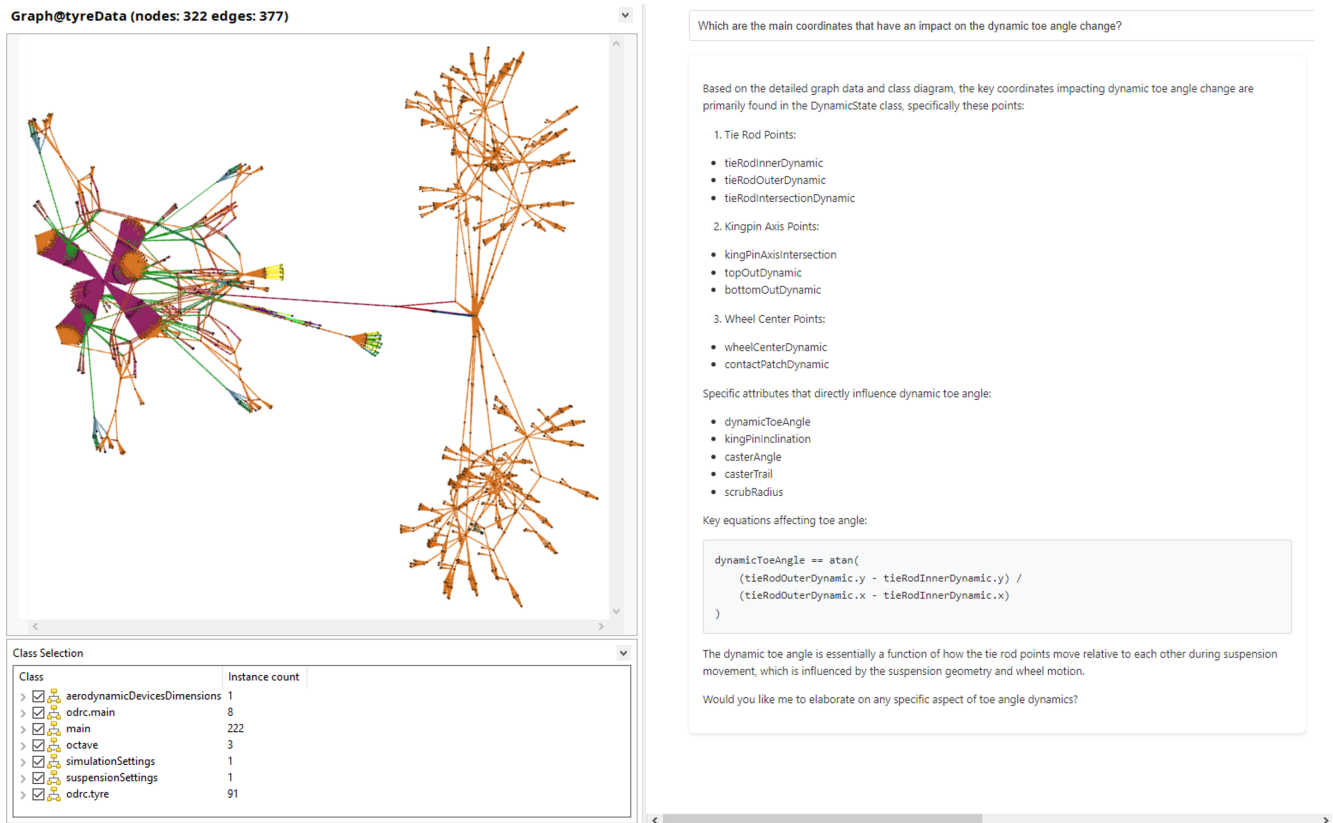 Graph@tyreData (nodes: 322 edges: 377)
Class Selection
Class Instance count
aerodynamicDevicesDimensions 1
odrc.main 8
main 222
octave 3
simulationSettings 1
suspensionSettings 1
odrc.tyre 91
Which are the main coordinates that have an impact on the dynamic toe angle change?
Based on the detailed graph data and class diagram, the key coordinates impacting dynamic toe angle change are
primarily found in the DynamicState class, specifically these points:
1. Tie Rod Points:
• tieRodInnerDynamic
• tieRodOuterDynamic
• tieRodIntersectionDynamic
2. Kingpin Axis Points:
• kingPinAxisIntersection
• topOutDynamic
• bottomOutDynamic
3. Wheel Center Points:
• wheelCenterDynamic
• contactPatchDynamic
Specific attributes that directly influence dynamic toe angle:
• dynamicToeAngle
• kingPinInclination
• casterAngle
• casterTrail
• scrubRadius
Key equations affecting toe angle:
dynamicToeAngle == atan(
(tieRodOuterDynamic.y - tieRodInnerDynamic.y) /
(tieRodOuterDynamic.x - tieRodInnerDynamic.x)
)
The dynamic toe angle is essentially a function of how the tie rod points move relative to each other during suspension
movement, which is influenced by the suspension geometry and wheel motion.
Would you like me to elaborate on any specific aspect of toe angle dynamics?